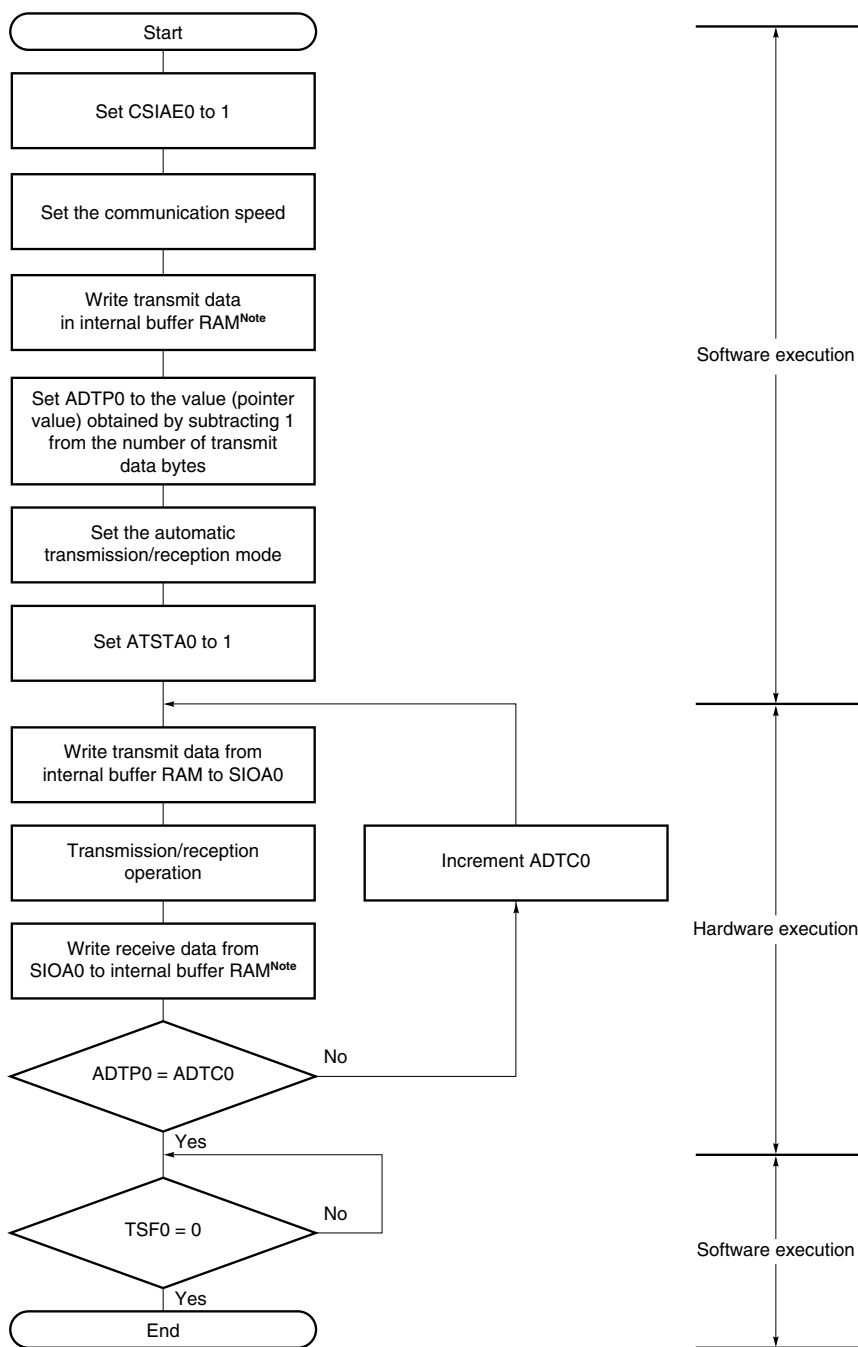 Start
Set CSIAE0 to 1
Set the communication speed
Write transmit data
in internal buffer RAMNote
Set ADTP0 to the value (pointer
value) obtained by subtracting 1
from the number of transmit
data bytes
Set the automatic
transmission/reception mode
Set ATSTA0 to 1
Software execution
Write transmit data from
internal buffer RAM to SIOA0
Transmission/reception
operation
Increment ADTC0
Write receive data from
SIOA0 to internal buffer RAMNote
Hardware execution
ADTP0 = ADTC0
No
Yes
TSF0 = 0
No
Yes
Software execution
End